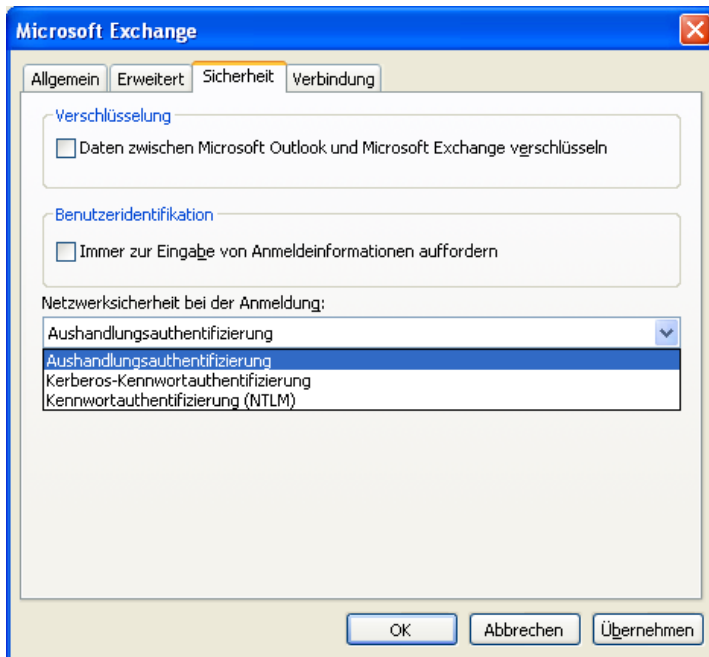 Microsoft Exchange
Allgemein Erweitert Sicherheit Verbindung
Verschlüsselung
Daten zwischen Microsoft Outlook und Microsoft Exchange verschlüsseln
Benutzeridentifikation
Immer zur Eingabe von Anmeldeinformationen auffordern
Netzwerksicherheit bei der Anmeldung:
Aushandlungsauthentifizierung
Aushandlungsauthentifizierung
Kerberos-Kennwortauthentifizierung
Kennwortauthentifizierung (NTLM)
OK Abbrechen Übernehmen